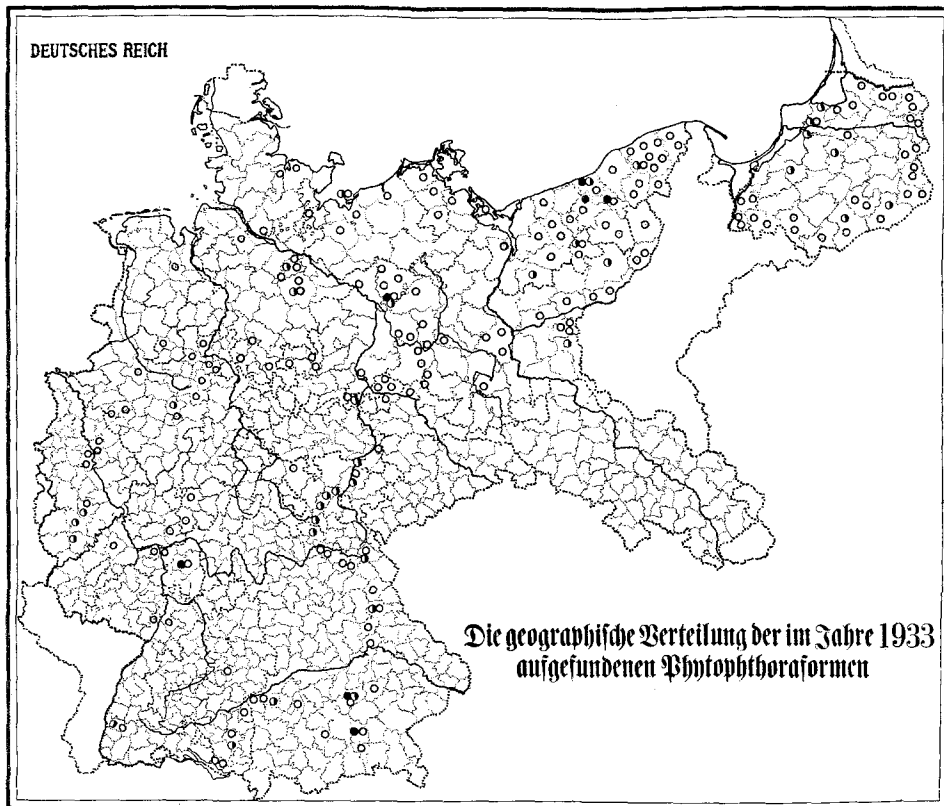 DEUTSCHES REICH
Die geographische Verteilung der im Jahre 1933
aufgefundenen Phytophthoraformen